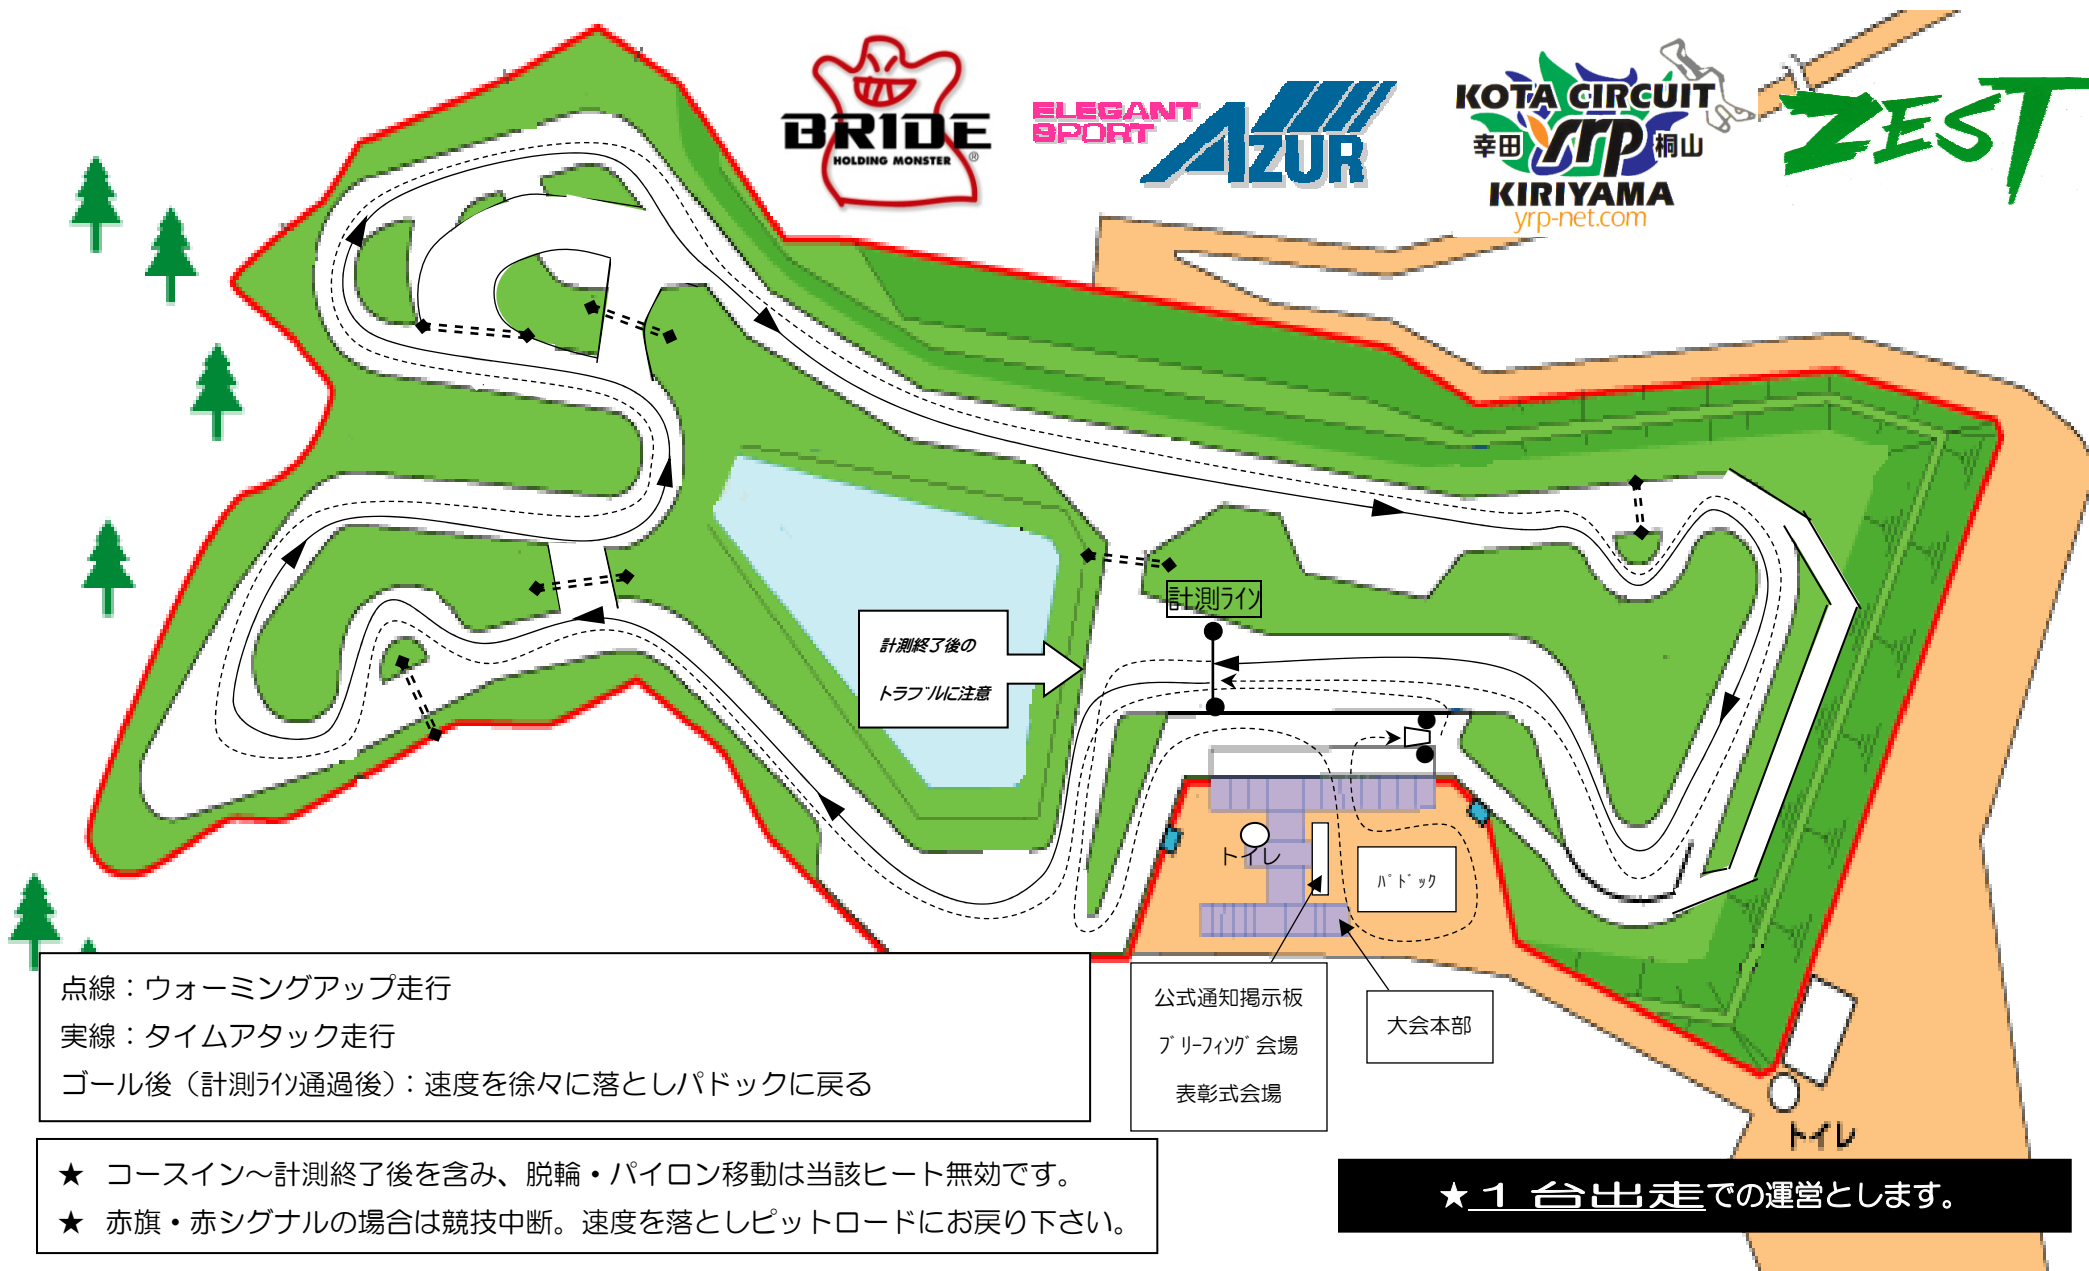 BRIDE
HOLDING MONSTER
®
ELEGANT
SPORT
AZUR
KOTA CIRCUIT
幸田 yrp 桐山
KIRIYAMA
yrp-net.com
ZEST
計測ﾗｲﾝ
計測終了後の
トラブルに注意
トイレ
ﾊﾟﾄﾞｯｸ
点線：ウォーミングアップ走行
実線：タイムアタック走行
ゴール後（計測ﾗｲﾝ通過後）：速度を徐々に落としパドックに戻る
公式通知掲示板
ﾌﾞﾘｰﾌｨﾝｸﾞ会場
表彰式会場
大会本部
トイレ
★ コースイン～計測終了後を含み、脱輪・パイロン移動は当該ヒート無効です。
★ 赤旗・赤シグナルの場合は競技中断。速度を落としピットロードにお戻り下さい。
★１台出走での運営とします。